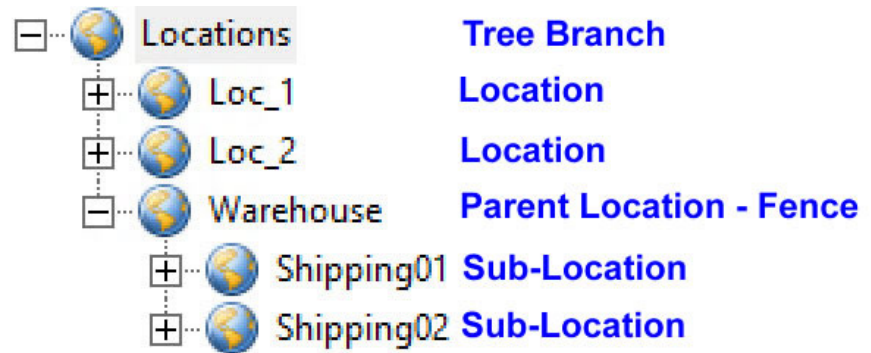 Locations Tree Branch
Loc_1 Location
Loc_2 Location
Warehouse Parent Location - Fence
Shipping01 Sub-Location
Shipping02 Sub-Location